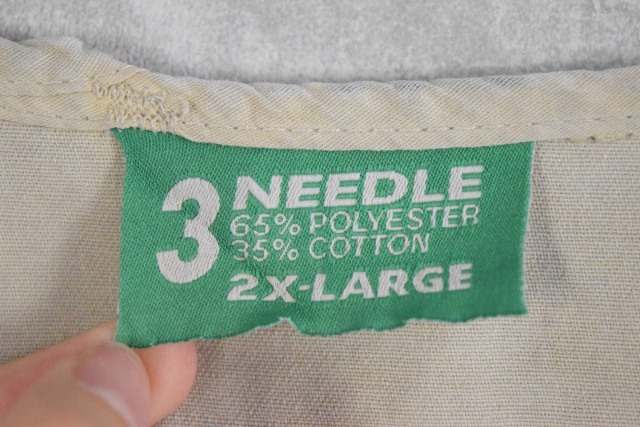 3 NEEDLE
65% POLYESTER
35% COTTON
2X-LARGE